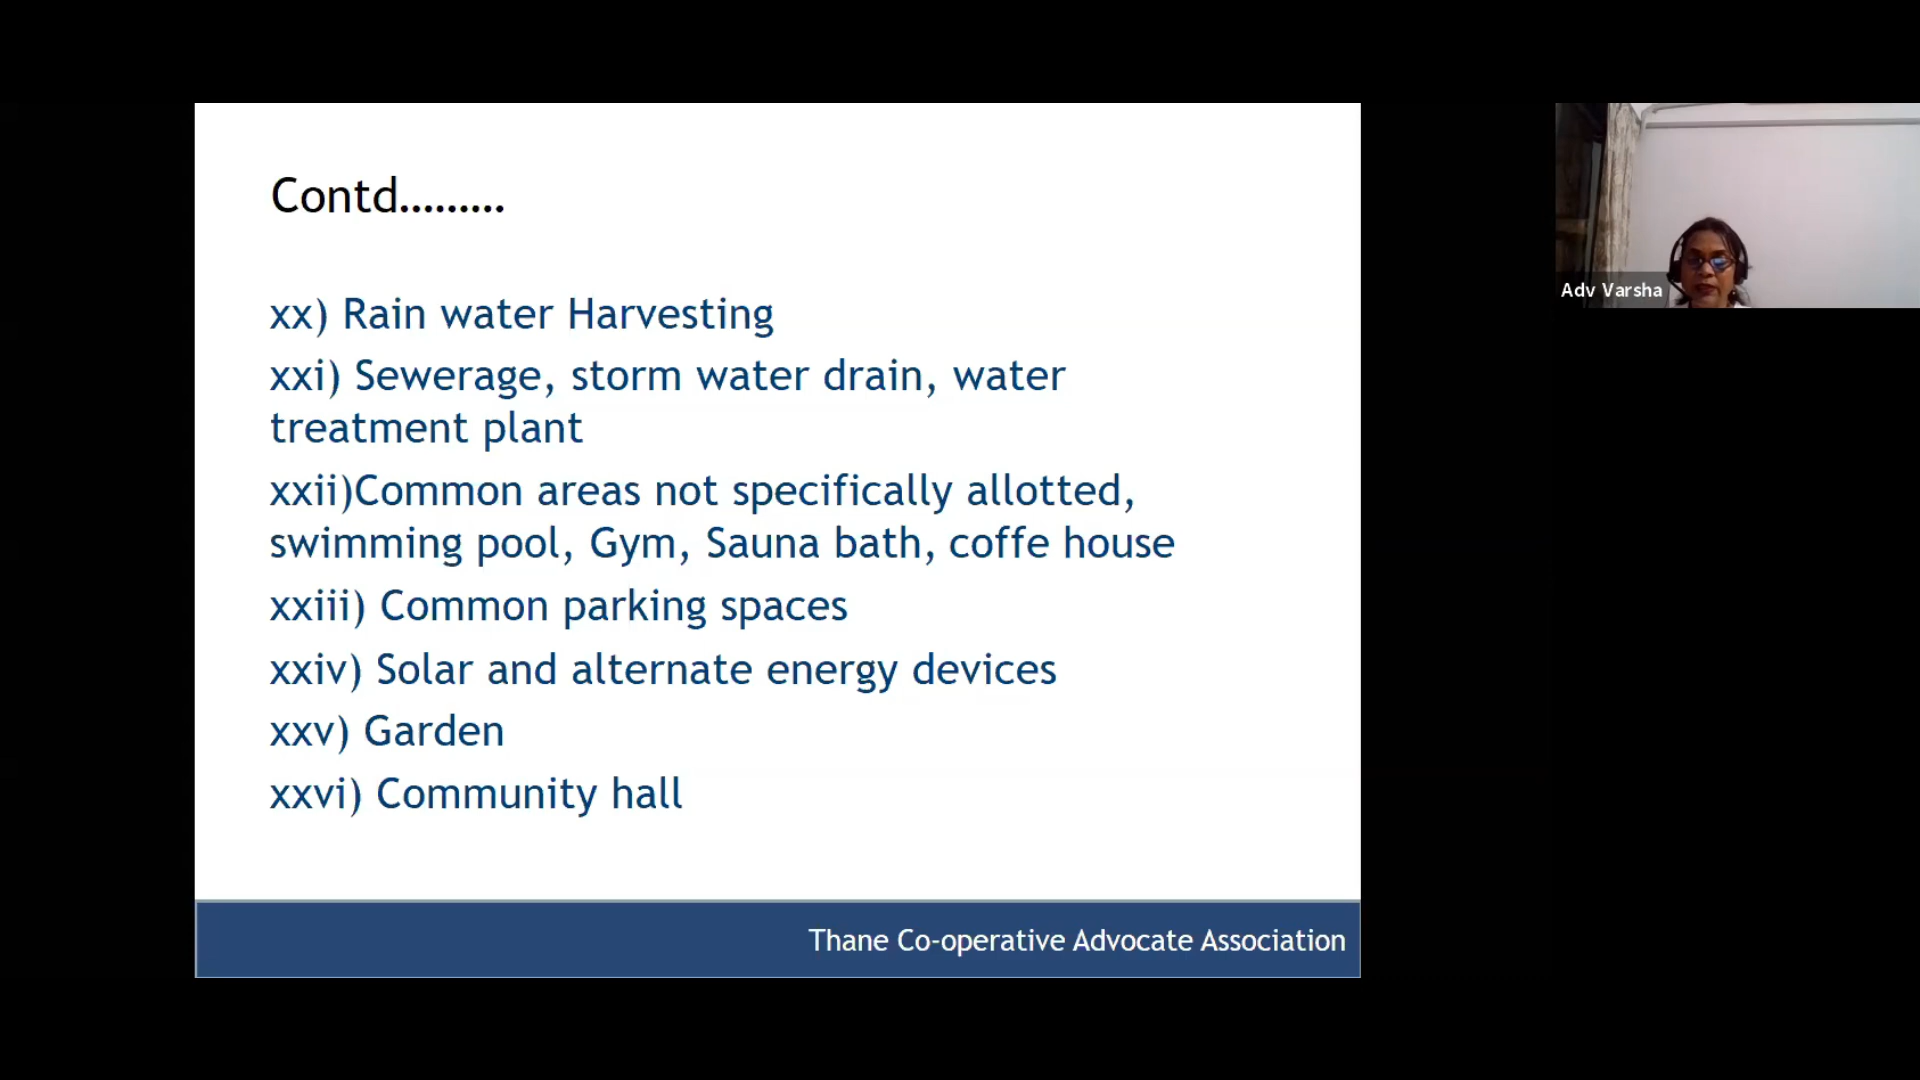 Contd.........
xx) Rain water Harvesting
xxi) Sewerage, storm water drain, water
treatment plant
xxii)Common areas not specifically allotted,
swimming pool, Gym, Sauna bath, coffe house
xxiii) Common parking spaces
xxiv) Solar and alternate energy devices
xxv) Garden
xxvi) Community hall
Thane Co-operative Advocate Association
Adv Varsha